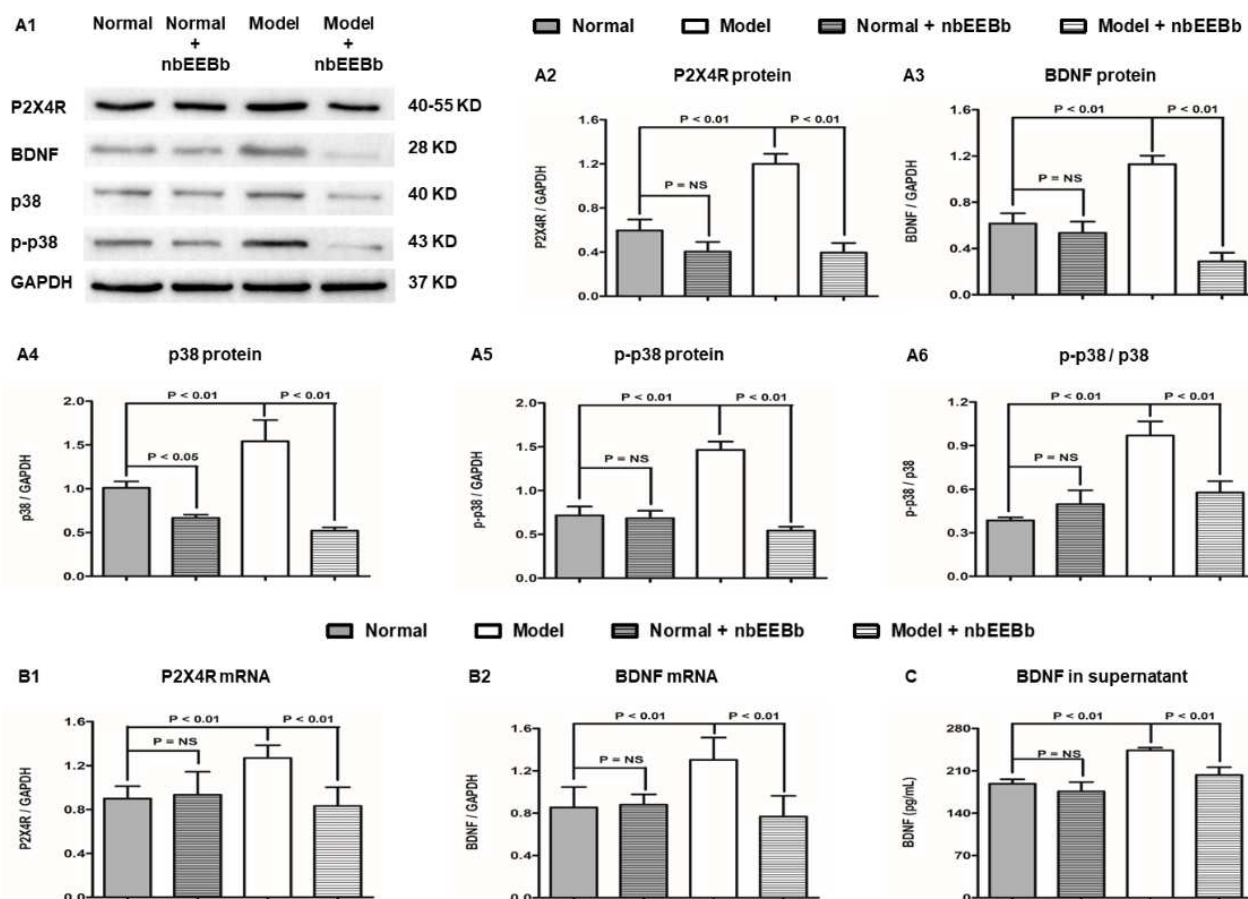 A1
Normal Normal Model Model
+ +
nbEEBb nbEEBb
P2X4R 40-55 KD
BDNF 28 KD
p38 40 KD
p-p38 43 KD
GAPDH 37 KD
Normal Model Normal + nbEEBb Model + nbEEBb
A2 P2X4R protein
P < 0.01 P < 0.01
P = NS
1.6
1.2
0.8
0.4
0.0
P2X4R / GAPDH
A3 BDNF protein
P < 0.01 P < 0.01
P = NS
1.6
1.2
0.8
0.4
0.0
BDNF / GAPDH
A4 p38 protein
P < 0.01 P < 0.01
P < 0.05
2.0
1.5
1.0
0.5
0.0
p38 / GAPDH
A5 p-p38 protein
P < 0.01 P < 0.01
P = NS
2.0
1.5
1.0
0.5
0.0
p-p38 / GAPDH
A6 p-p38 / p38
P < 0.01 P < 0.01
P = NS
1.2
0.9
0.6
0.3
0.0
p-p38 / p38
Normal Model Normal + nbEEBb Model + nbEEBb
B1 P2X4R mRNA
P < 0.01 P < 0.01
P = NS
1.6
1.2
0.8
0.4
0.0
P2X4R / GAPDH
B2 BDNF mRNA
P < 0.01 P < 0.01
P = NS
1.6
1.2
0.8
0.4
0.0
BDNF / GAPDH
C BDNF in supernatant
P < 0.01 P < 0.01
P = NS
280
210
140
70
0
BDNF (pg/mL)